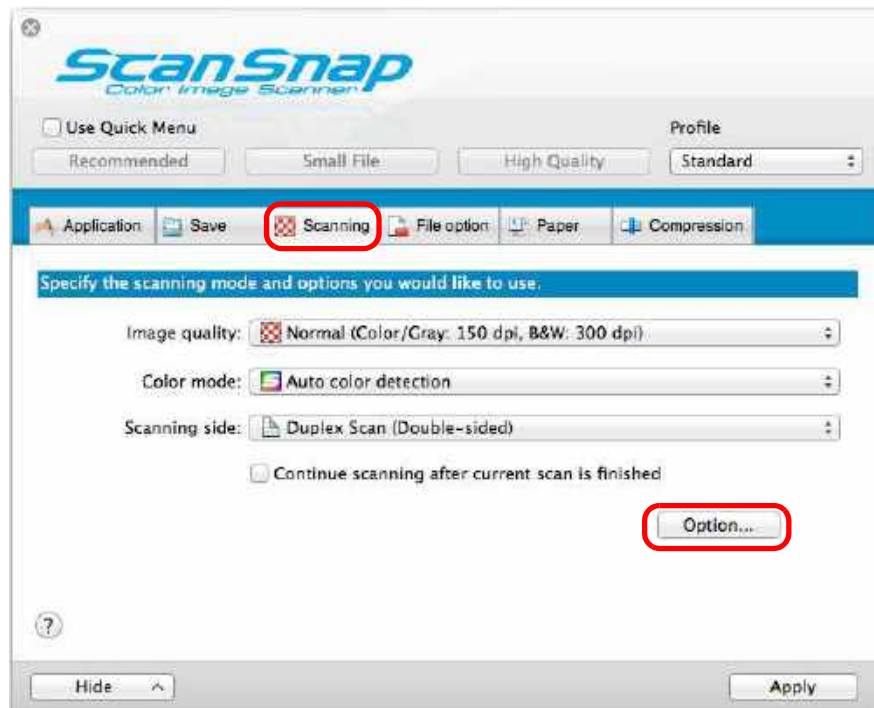 ScanSnap
Color Image Scanner
Use Quick Menu
Profile
Recommended Small File High Quality Standard
Application Save Scanning File option Paper Compression
Specify the scanning mode and options you would like to use.
Image quality: Normal (Color/Gray: 150 dpi, B&W: 300 dpi)
Color mode: Auto color detection
Scanning side: Duplex Scan (Double-sided)
Continue scanning after current scan is finished
Option...
?
Hide Apply